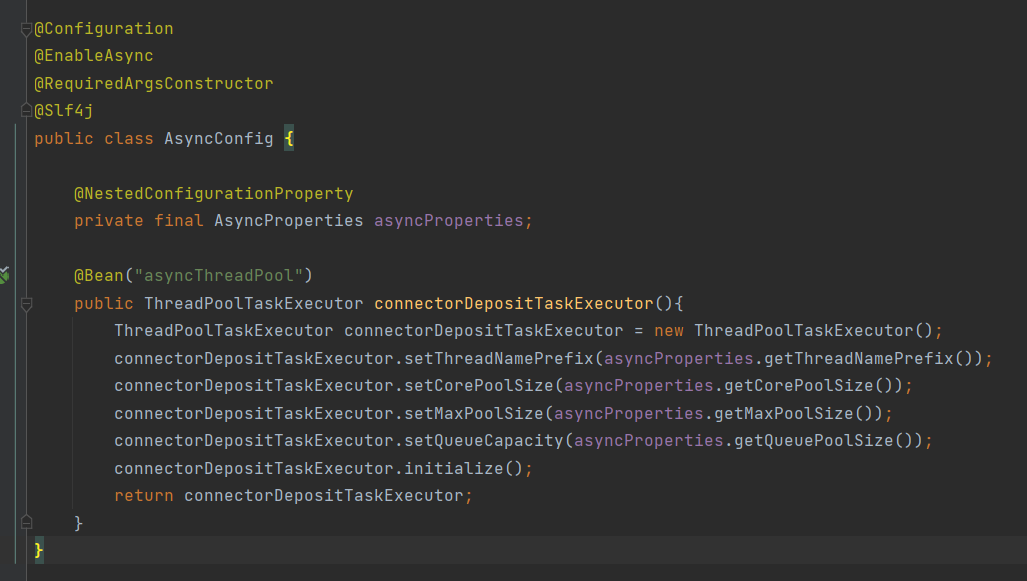 @Configuration
@EnableAsync
@RequiredArgsConstructor
@Slf4j
public class AsyncConfig {
@NestedConfigurationProperty
private final AsyncProperties asyncProperties;
@Bean("asyncThreadPool")
public ThreadPoolTaskExecutor connectorDepositTaskExecutor(){
ThreadPoolTaskExecutor connectorDepositTaskExecutor = new ThreadPoolTaskExecutor();
connectorDepositTaskExecutor.setThreadNamePrefix(asyncProperties.getThreadNamePrefix());
connectorDepositTaskExecutor.setCorePoolSize(asyncProperties.getCorePoolSize());
connectorDepositTaskExecutor.setMaxPoolSize(asyncProperties.getMaxPoolSize());
connectorDepositTaskExecutor.setQueueCapacity(asyncProperties.getQueuePoolSize());
connectorDepositTaskExecutor.initialize();
return connectorDepositTaskExecutor;
}
}